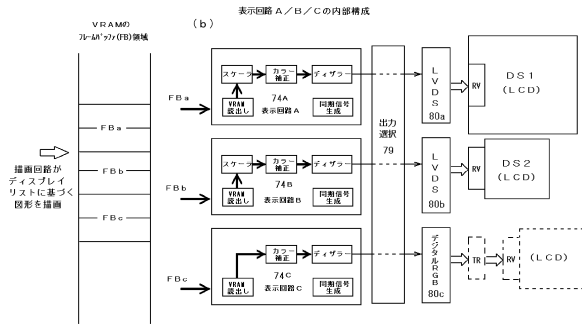 表示回路A/B/Cの内部構成
VRAMの
フレームバッファ(FB)領域
(b)
FBa
FBb
FBc
描画回路が
ディスプレイ
リストに基づく
図形を描画
FBa
スケーラ
カラー
補正
ディザラー
VRAM
読出し
74A
表示回路A
同期信号
生成
FBb
スケーラ
カラー
補正
ディザラー
VRAM
読出し
74B
表示回路B
同期信号
生成
FBc
カラー
補正
ディザラー
VRAM
読出し
74C
表示回路C
同期信号
生成
出力
選択
79
LVDS
80a
RV
DS1
(LCD)
LVDS
80b
RV
DS2
(LCD)
デジタルRGB
80c
TR
RV
(LCD)